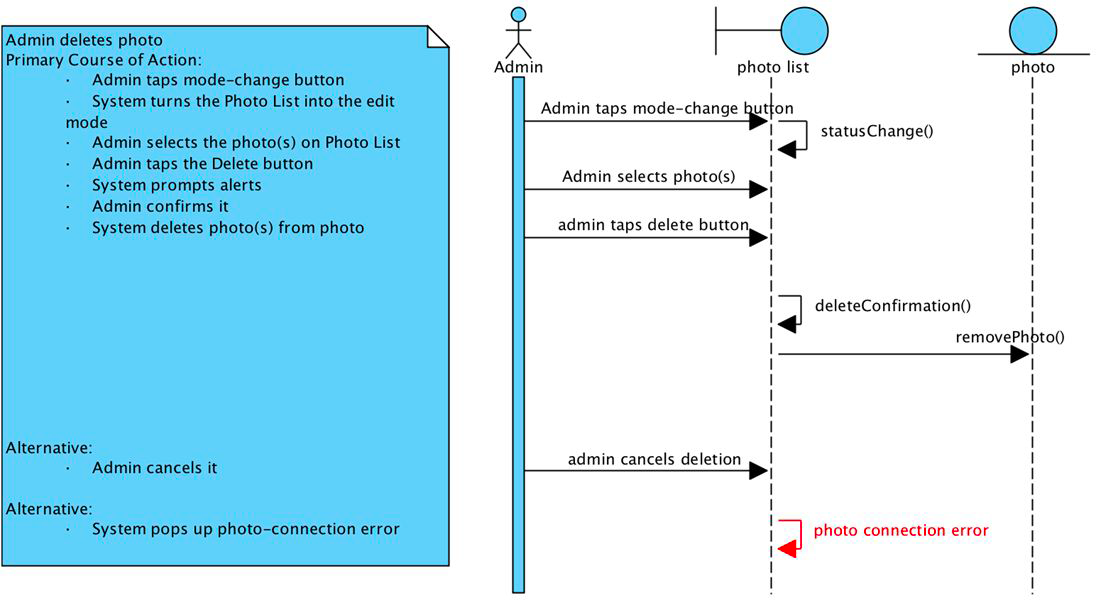 Admin deletes photo
Primary Course of Action:
· Admin taps mode-change button
· System turns the Photo List into the edit
mode
· Admin selects the photo(s) on Photo List
· Admin taps the Delete button
· System prompts alerts
· Admin confirms it
· System deletes photo(s) from photo
Alternative:
· Admin cancels it
Alternative:
· System pops up photo-connection error
Admin
photo list
photo
Admin taps mode-change button
statusChange()
Admin selects photo(s)
admin taps delete button
deleteConfirmation()
removePhoto()
admin cancels deletion
photo connection error